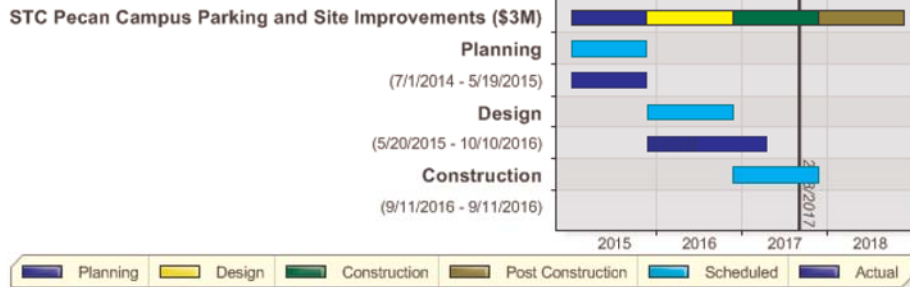 STC Pecan Campus Parking and Site Improvements ($3M)
Planning
(7/1/2014 - 5/19/2015)
Design
(5/20/2015 - 10/10/2016)
Construction
(9/11/2016 - 9/11/2016)
2015 2016 2017 2018
Planning Design Construction Post Construction Scheduled Actual